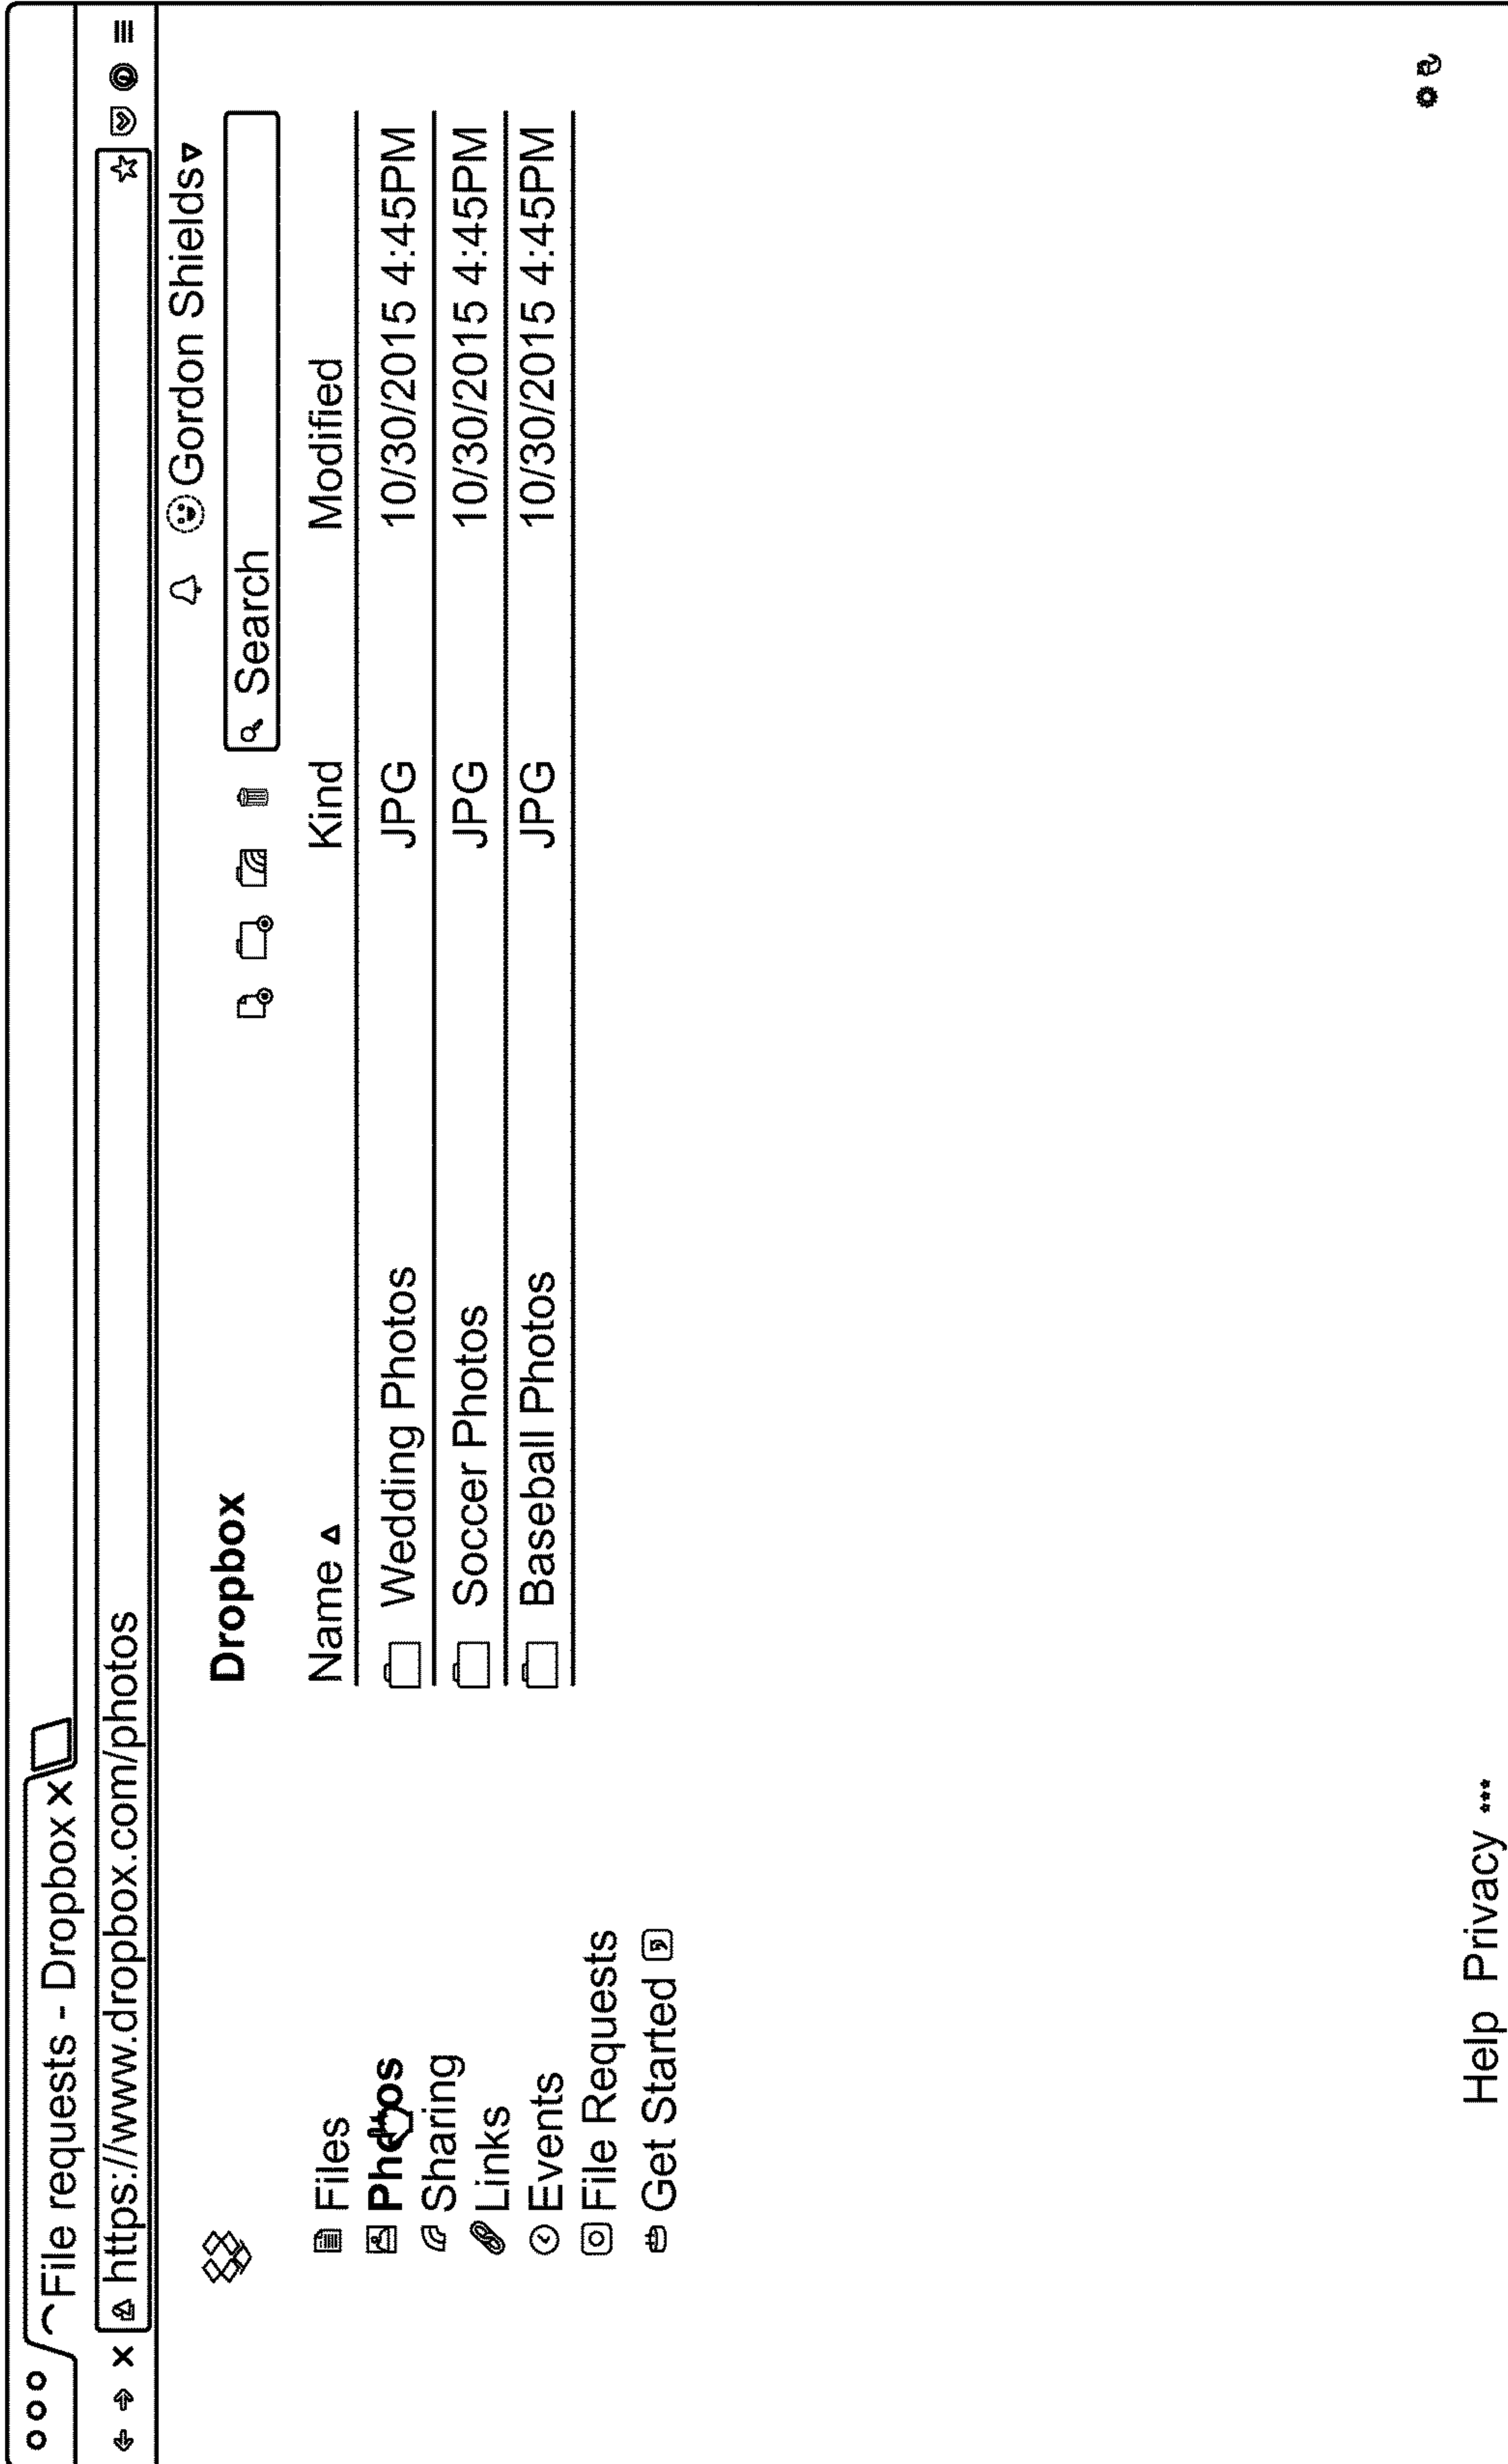 File requests - Dropbox ×
https://www.dropbox.com/photos
Gordon Shields
Dropbox
Search
Name Kind Modified
Wedding Photos JPG 10/30/2015 4:45PM
Soccer Photos JPG 10/30/2015 4:45PM
Baseball Photos JPG 10/30/2015 4:45PM
Files
Photos
Sharing
Links
Events
File Requests
Get Started
Help Privacy